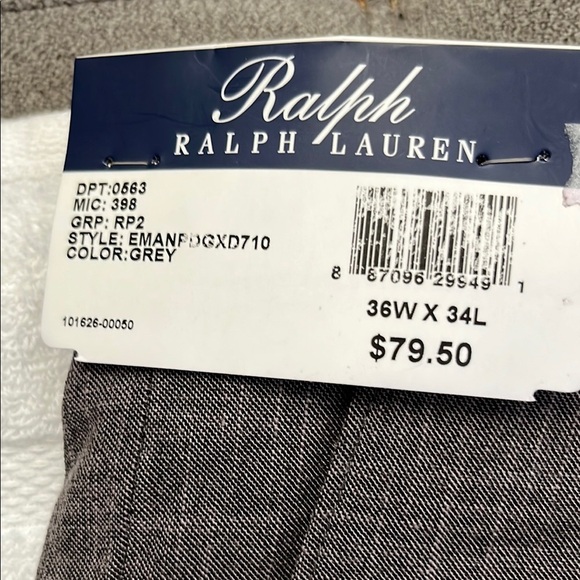 Ralph
RALPH LAUREN
DPT:0563
MIC: 398
GRP: RP2
STYLE: EMANPDGXD710
COLOR:GREY
101626-00050
8 87096 29949 1
36W X 34L
$79.50